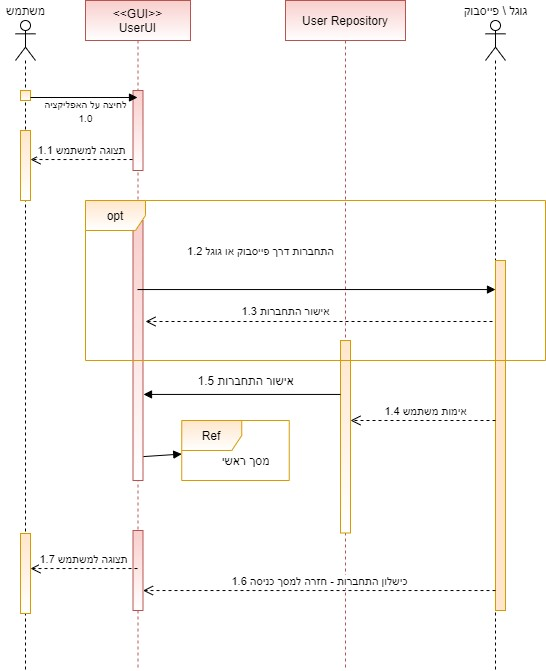 משתמש
<<GUI>>
UserUI
User Repository
גוגל \ פייסבוק
לחיצה על האפליקציה
1.0
תצוגה למשתמש 1.1
opt
התחברות דרך פייסבוק או גוגל 1.2
אישור התחברות 1.3
אישור התחברות 1.5
אימות משתמש 1.4
Ref
מסך ראשי
תצוגה למשתמש 1.7
כישלון התחברות - חזרה למסך כניסה 1.6